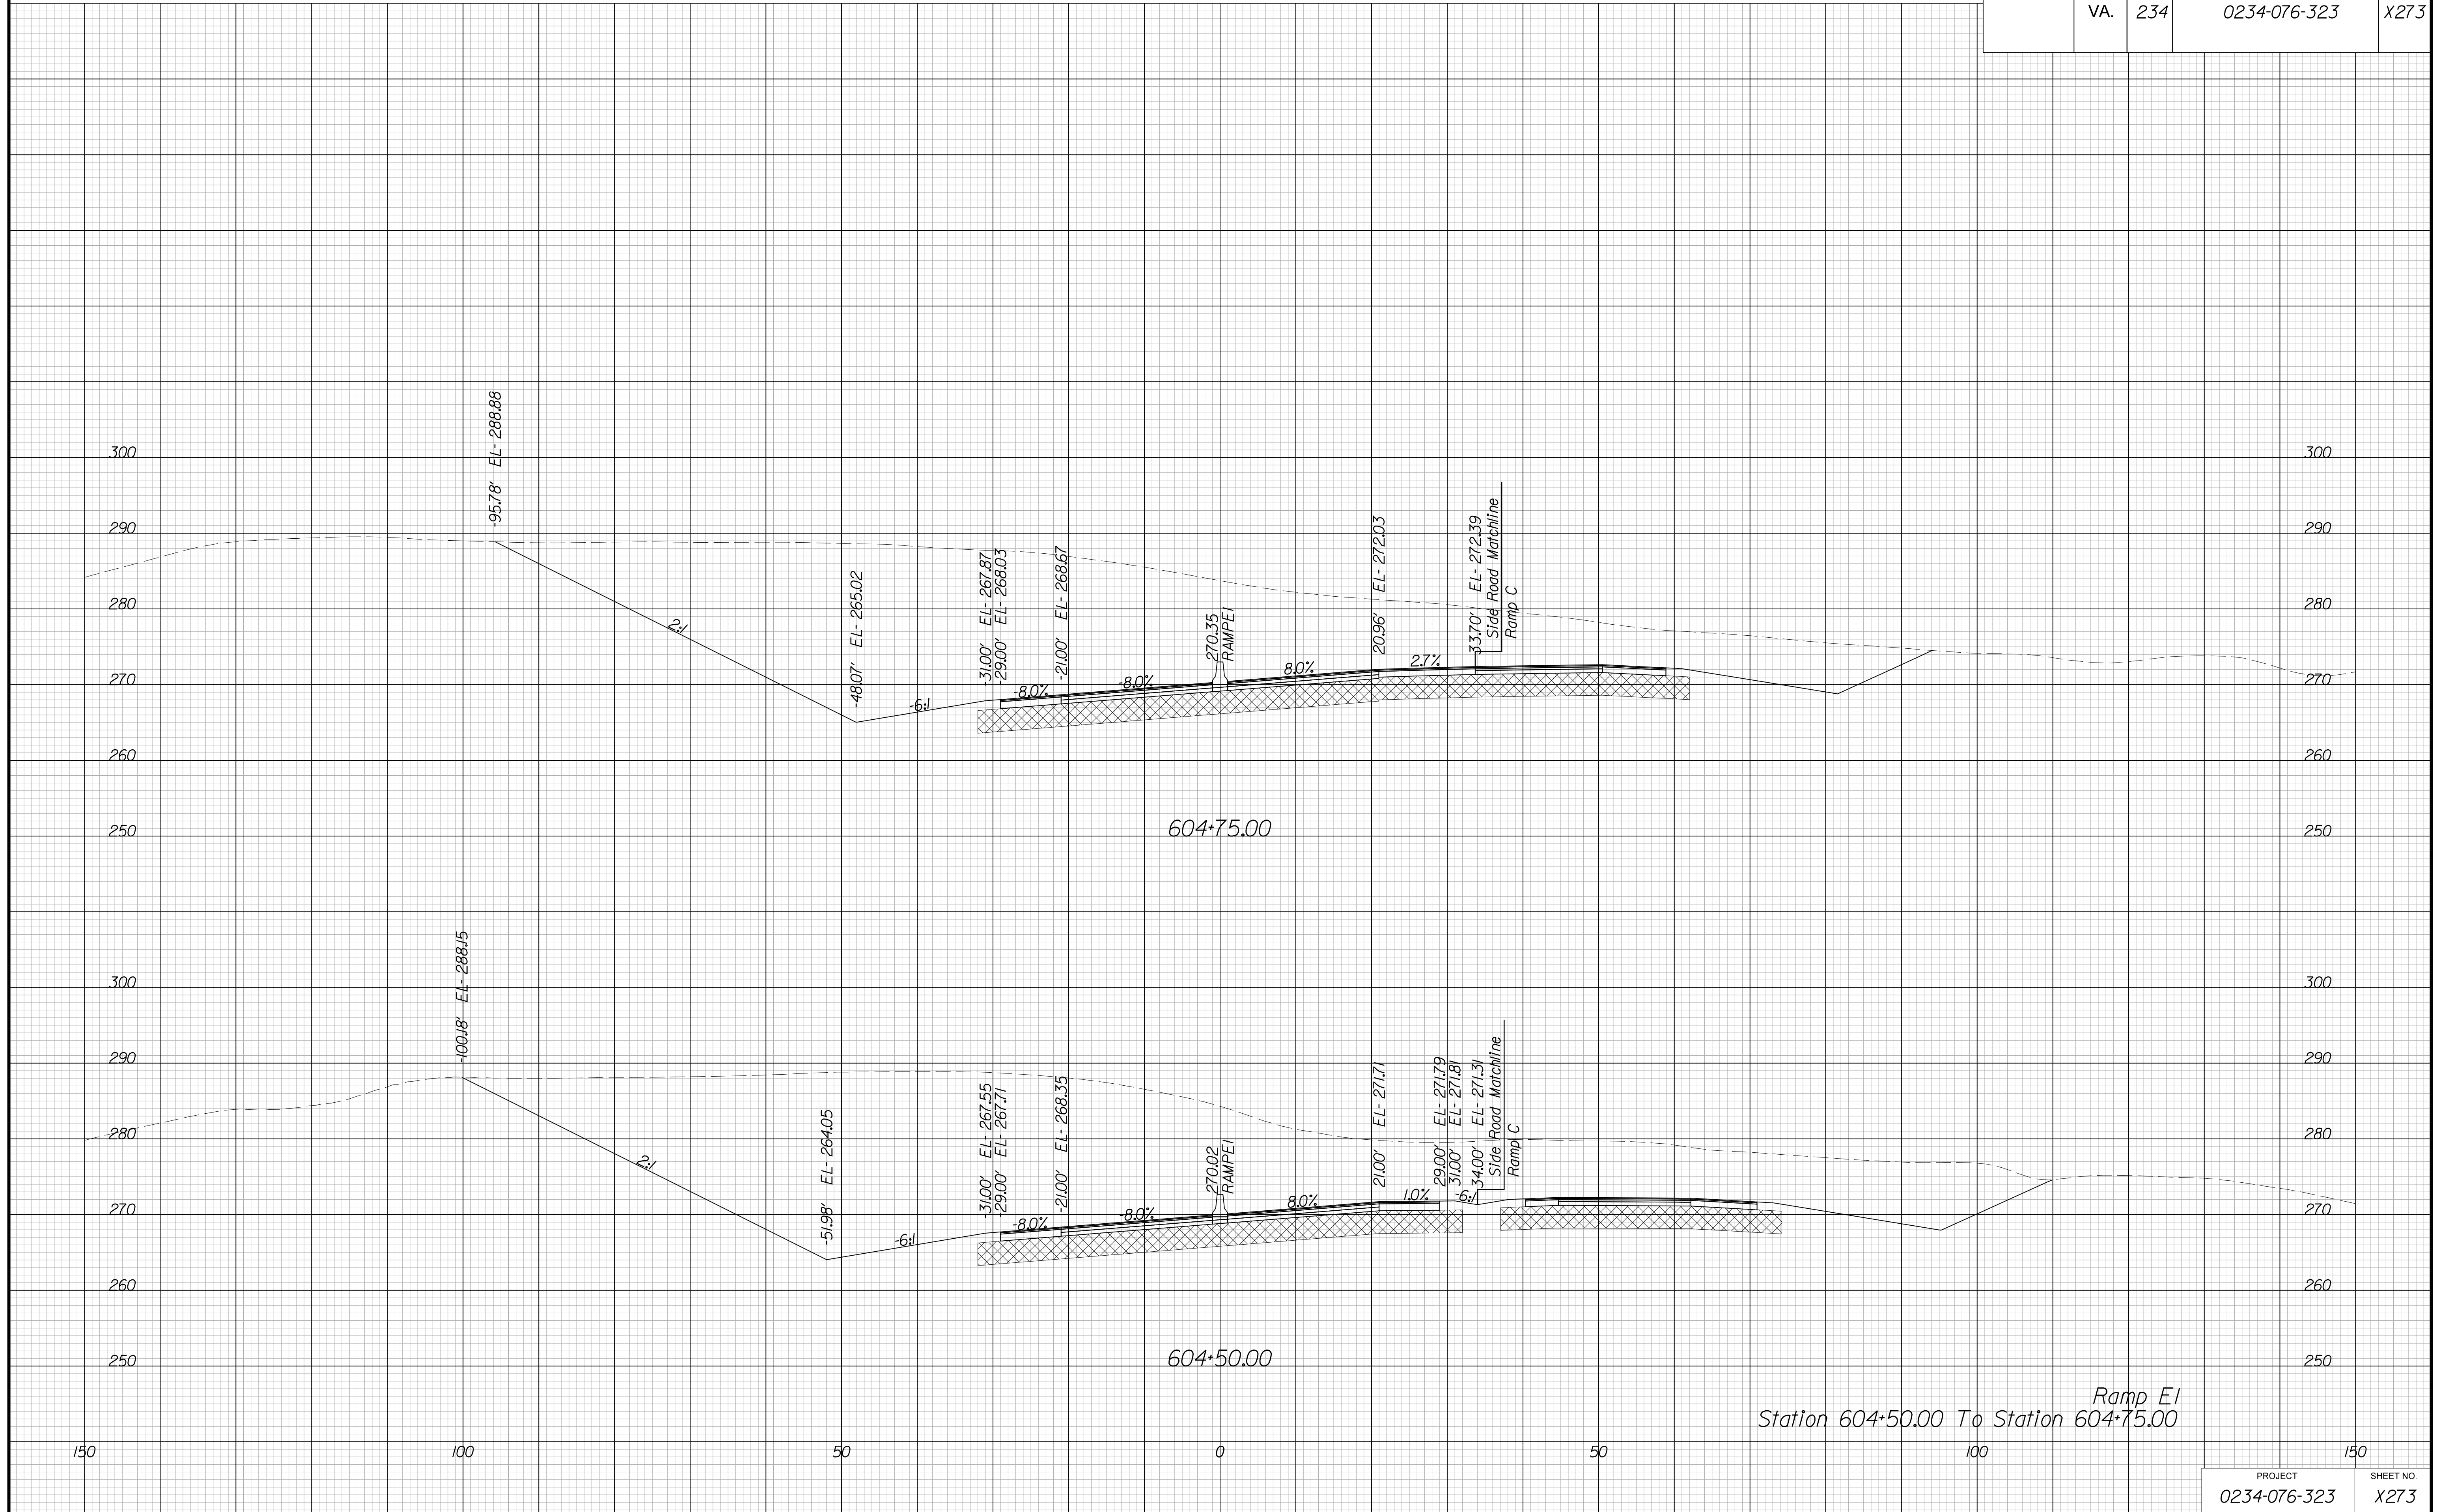 VA. 234 0234-076-323 X273
-95.78' EL- 288.88
300 300
290 290
280 280
270 270
260 260
250 250
2:1
-48.07' EL- 265.02
-6:1
-31.00' EL- 267.87
-29.00' EL- 268.03
-21.00' EL- 268.67
-8.0%
-8.0%
270.35
RAMPE1
8.0%
20.96' EL- 272.03
2.7%
33.70' EL- 272.39
Side Road Matchline
Ramp C
604+75.00
-100.18' EL- 288.15
300 300
290 290
280 280
270 270
260 260
250 250
2:1
-51.98' EL- 264.05
-6:1
-31.00' EL- 267.55
-29.00' EL- 267.71
-21.00' EL- 268.35
-8.0%
-8.0%
270.02
RAMPE1
8.0%
21.00' EL- 271.71
1.0%
29.00' EL- 271.79
31.00' EL- 271.81
-6:1
34.00' EL- 271.31
Side Road Matchline
Ramp C
604+50.00
Ramp E1
Station 604+50.00 To Station 604+75.00
150 100 50 0 50 100 150
PROJECT SHEET NO.
0234-076-323 X273